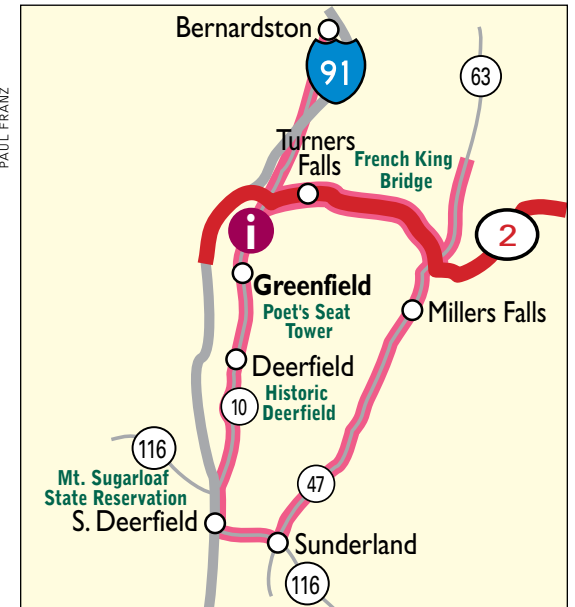 PAUL FRANZ
Bernardston
91
63
Turners
Falls
French King
Bridge
2
i
Greenfield
Poet's Seat
Tower
Millers Falls
Deerfield
10
Historic
Deerfield
116
Mt. Sugarloaf
State Reservation
47
S. Deerfield
Sunderland
116